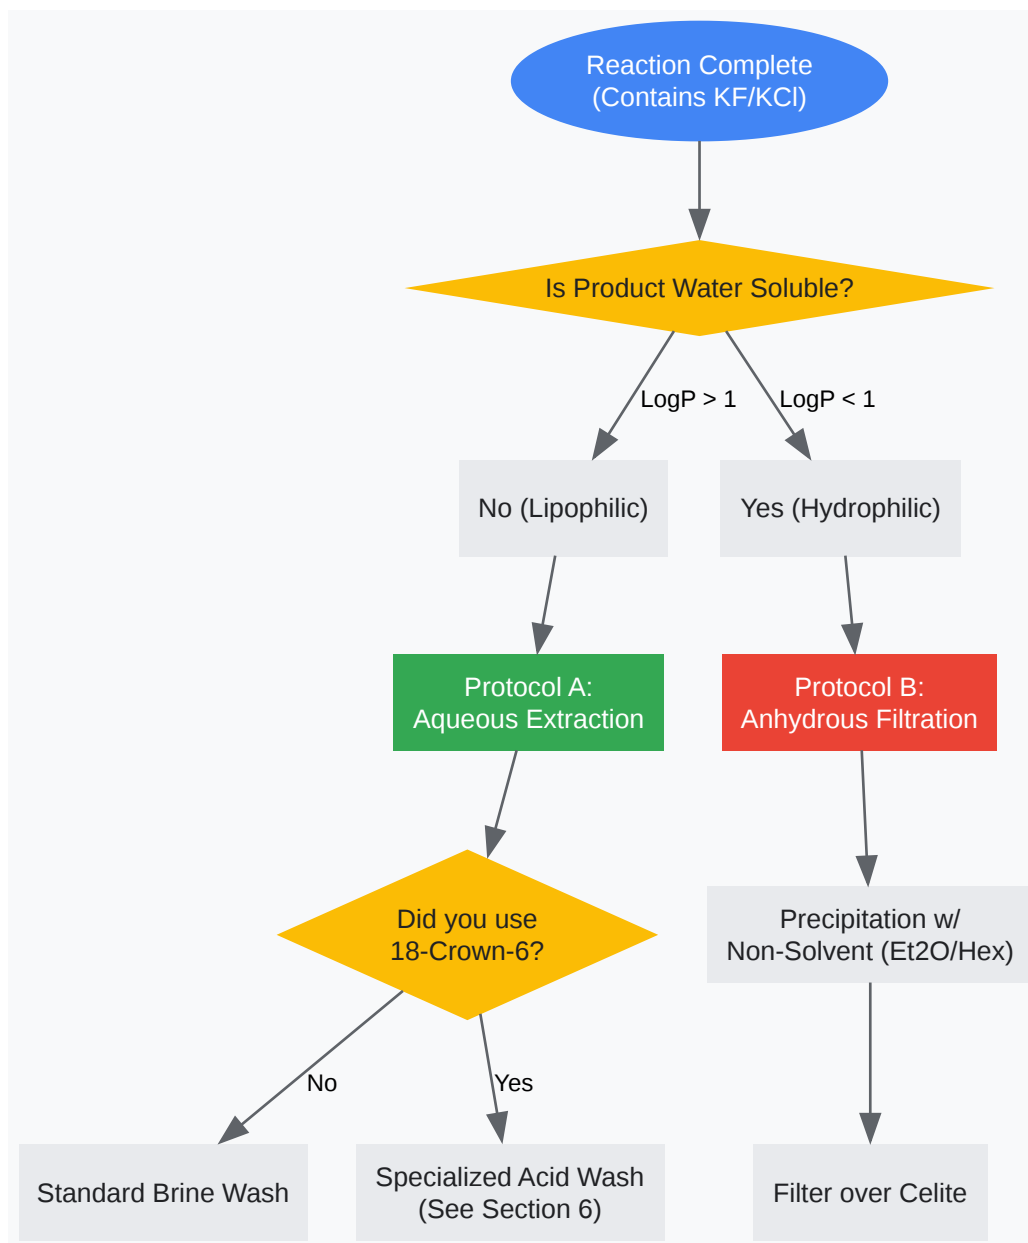 Reaction Complete
(Contains KF/KCl)
Is Product Water Soluble?
LogP > 1
LogP < 1
No (Lipophilic)
Yes (Hydrophilic)
Protocol A:
Aqueous Extraction
Protocol B:
Anhydrous Filtration
Did you use
18-Crown-6?
Precipitation w/
Non-Solvent (Et2O/Hex)
No
Yes
Standard Brine Wash
Specialized Acid Wash
(See Section 6)
Filter over Celite